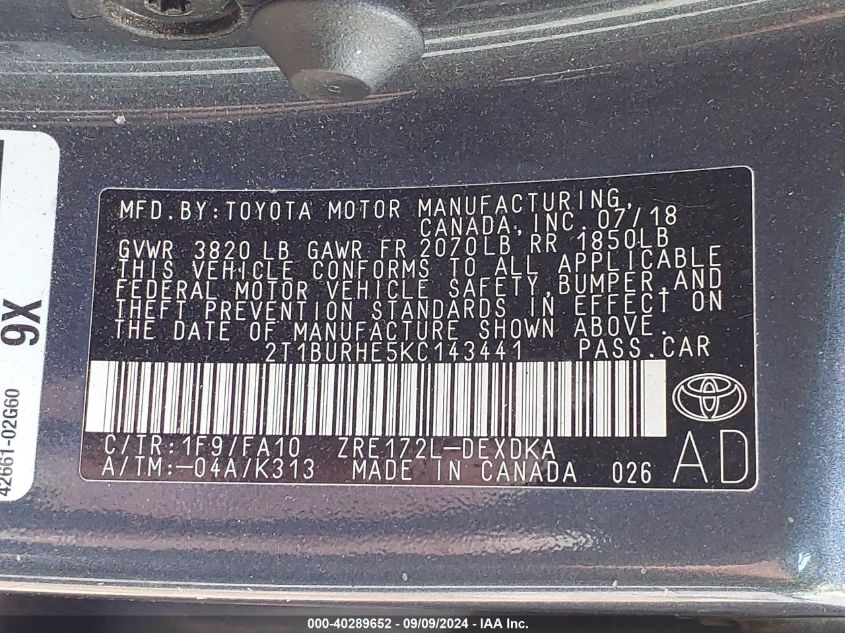 MFD.BY:TOYOTA MOTOR MANUFACTURING,
CANADA,INC. 07/18
GVWR 3820 LB GAWR FR 2070LB RR 1850LB
THIS VEHICLE CONFORMS TO ALL APPLICABLE
FEDERAL MOTOR VEHICLE SAFETY,BUMPER,AND
THEFT PREVENTION STANDARDS IN EFFECT ON
THE DATE OF MANUFACTURE SHOWN ABOVE.
2T1BURHE5KC143441 PASS.CAR
C/TR:1F9/FA10 ZRE172L-DEXDKA
A/TM:-04A/K313 MADE IN CANADA 026
AD
9X
42661-02G60
000-40289652 - 09/09/2024 - © IAA Inc.